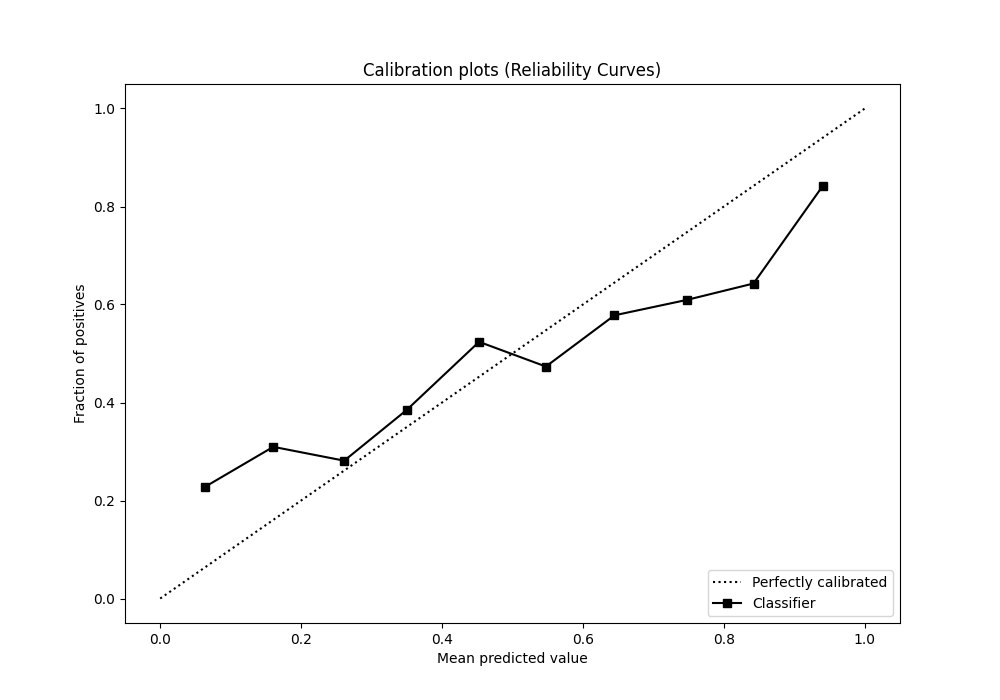 Calibration plots (Reliability Curves)
1.0
0.8
0.6
0.4
0.2
0.0
Fraction of positives
Perfectly calibrated
Classifier
0.0 0.2 0.4 0.6 0.8 1.0
Mean predicted value